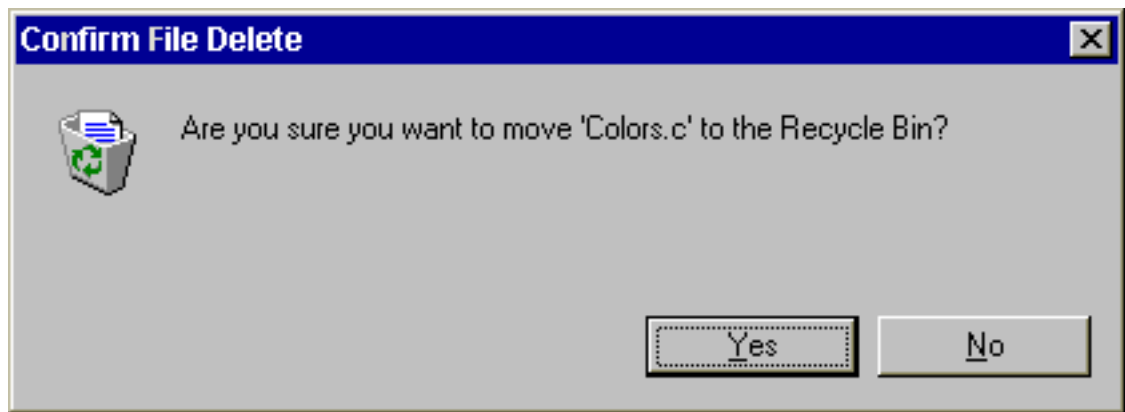 Confirm File Delete
Are you sure you want to move 'Colors.c' to the Recycle Bin?
Yes
No